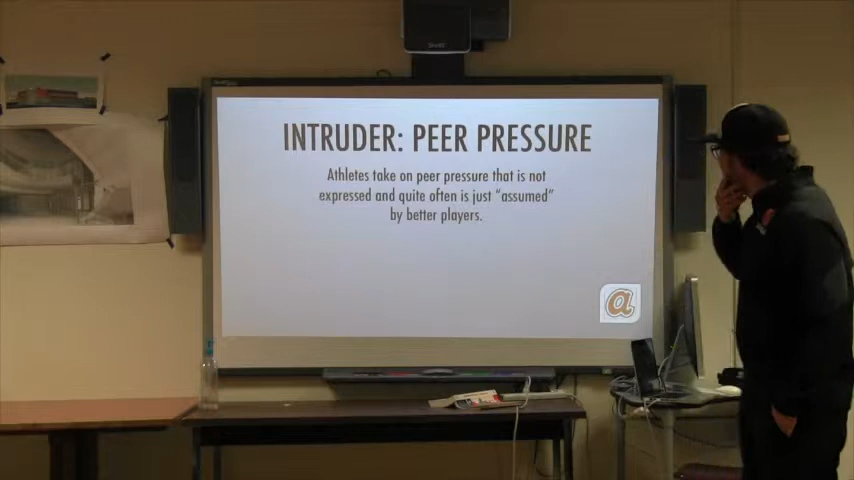 INTRUDER: PEER PRESSURE
Athletes take on peer pressure that is not
expressed and quite often is just “assumed”
by better players.
a